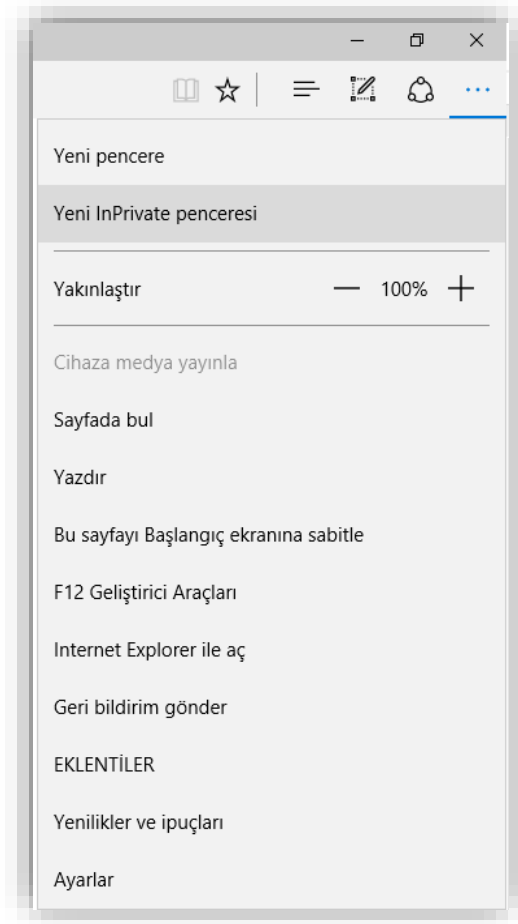 Yeni pencere
Yeni InPrivate penceresi
Yakınlaştır — 100% +
Cihaza medya yayınla
Sayfada bul
Yazdır
Bu sayfayı Başlangıç ekranına sabitle
F12 Geliştirici Araçları
Internet Explorer ile aç
Geri bildirim gönder
EKLENTİLER
Yenilikler ve ipuçları
Ayarlar